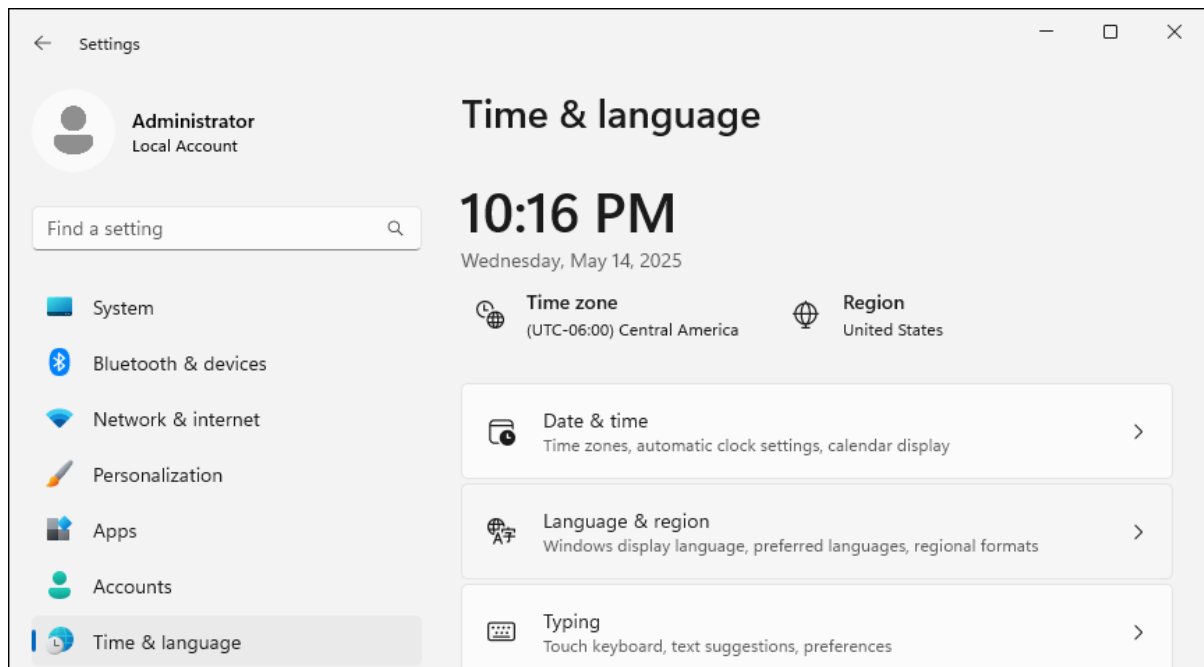 Settings
Administrator
Local Account
Find a setting
System
Bluetooth & devices
Network & internet
Personalization
Apps
Accounts
Time & language
Time & language
10:16 PM
Wednesday, May 14, 2025
Time zone
(UTC-06:00) Central America
Region
United States
Date & time
Time zones, automatic clock settings, calendar display
Language & region
Windows display language, preferred languages, regional formats
Typing
Touch keyboard, text suggestions, preferences